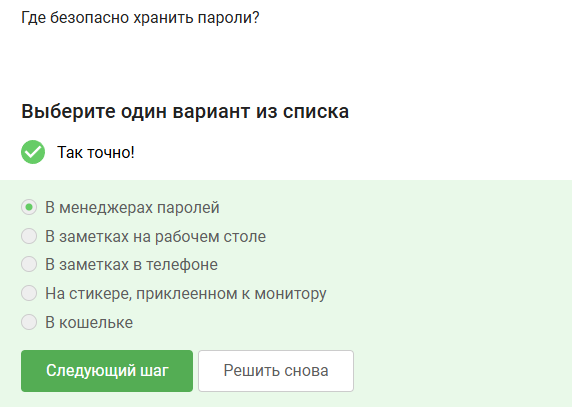 Где безопасно хранить пароли?
Выберите один вариант из списка
Так точно!
В менеджерах паролей
В заметках на рабочем столе
В заметках в телефоне
На стикере, приклеенном к монитору
В кошельке
Следующий шаг
Решить снова